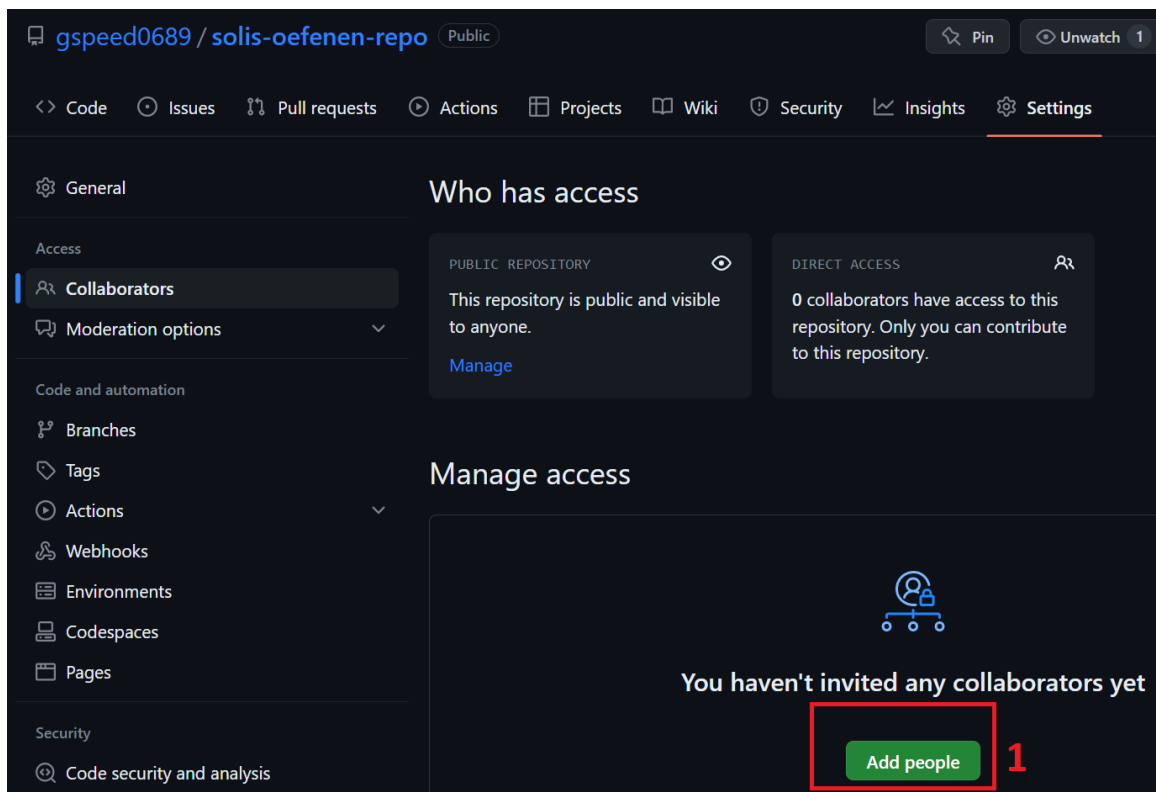 gspeed0689 / solis-oefenen-repo Public Pin Unwatch 1
Code Issues Pull requests Actions Projects Wiki Security Insights Settings
General
Access
Collaborators
Moderation options
Code and automation
Branches
Tags
Actions
Webhooks
Environments
Codespaces
Pages
Security
Code security and analysis
Who has access
PUBLIC REPOSITORY
This repository is public and visible
to anyone.
Manage
DIRECT ACCESS
0 collaborators have access to this
repository. Only you can contribute
to this repository.
Manage access
You haven't invited any collaborators yet
Add people 1